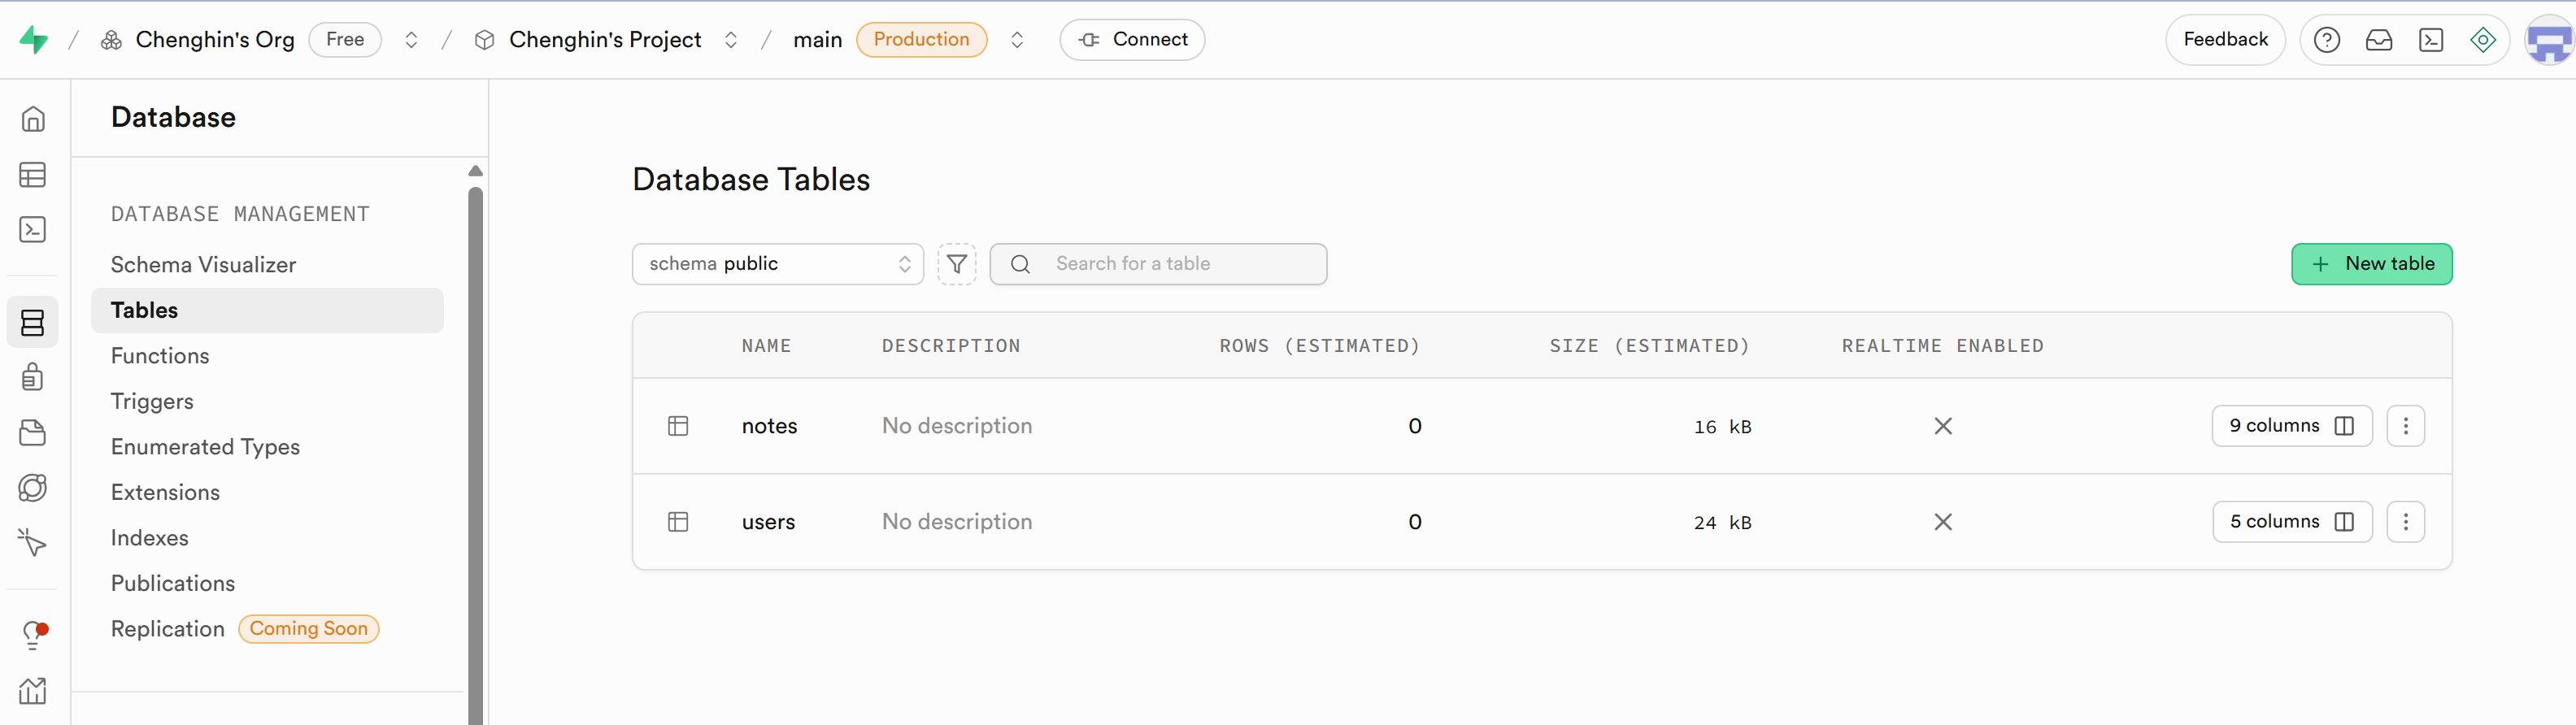 / Chenghin's Org Free / Chenghin's Project / main Production Connect Feedback
Database
DATABASE MANAGEMENT
Schema Visualizer
Tables
Functions
Triggers
Enumerated Types
Extensions
Indexes
Publications
Replication Coming Soon
Database Tables
schema public Search for a table New table
NAME DESCRIPTION ROWS (ESTIMATED) SIZE (ESTIMATED) REALTIME ENABLED
notes No description 0 16 kB 9 columns
users No description 0 24 kB 5 columns